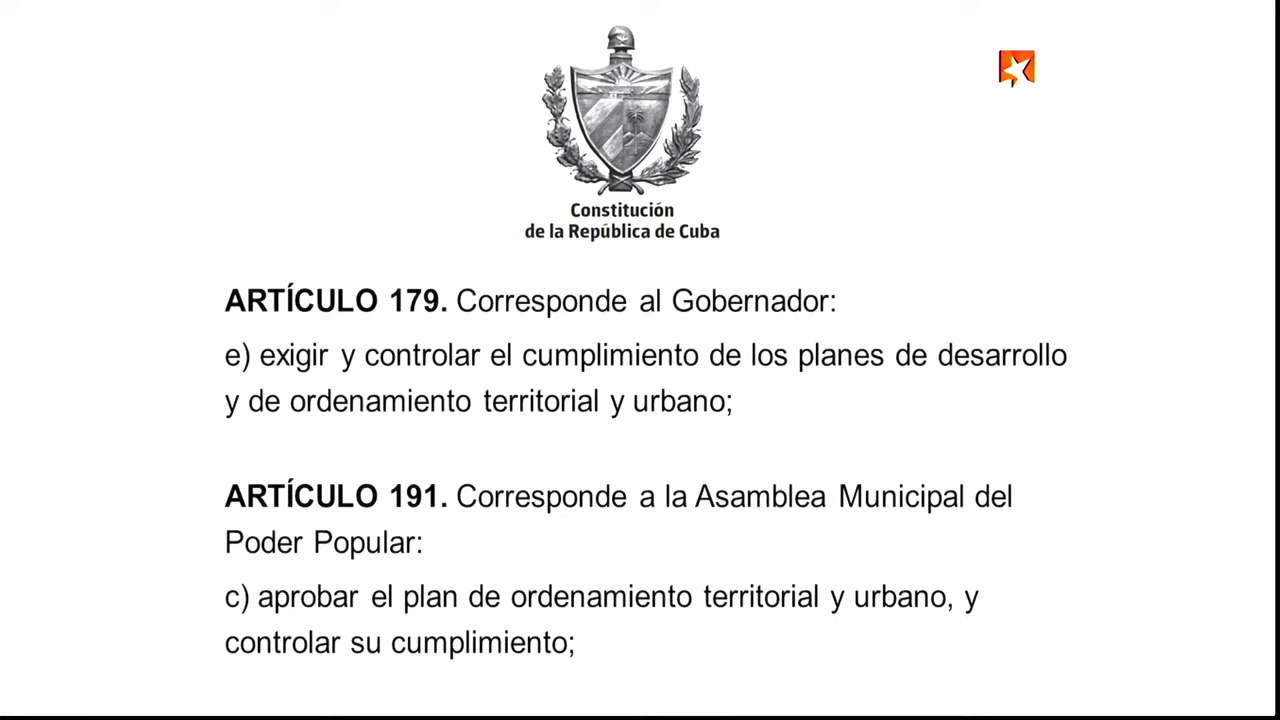 Constitución
de la República de Cuba
ARTÍCULO 179. Corresponde al Gobernador:
e) exigir y controlar el cumplimiento de los planes de desarrollo
y de ordenamiento territorial y urbano;
ARTÍCULO 191. Corresponde a la Asamblea Municipal del
Poder Popular:
c) aprobar el plan de ordenamiento territorial y urbano, y
controlar su cumplimiento;